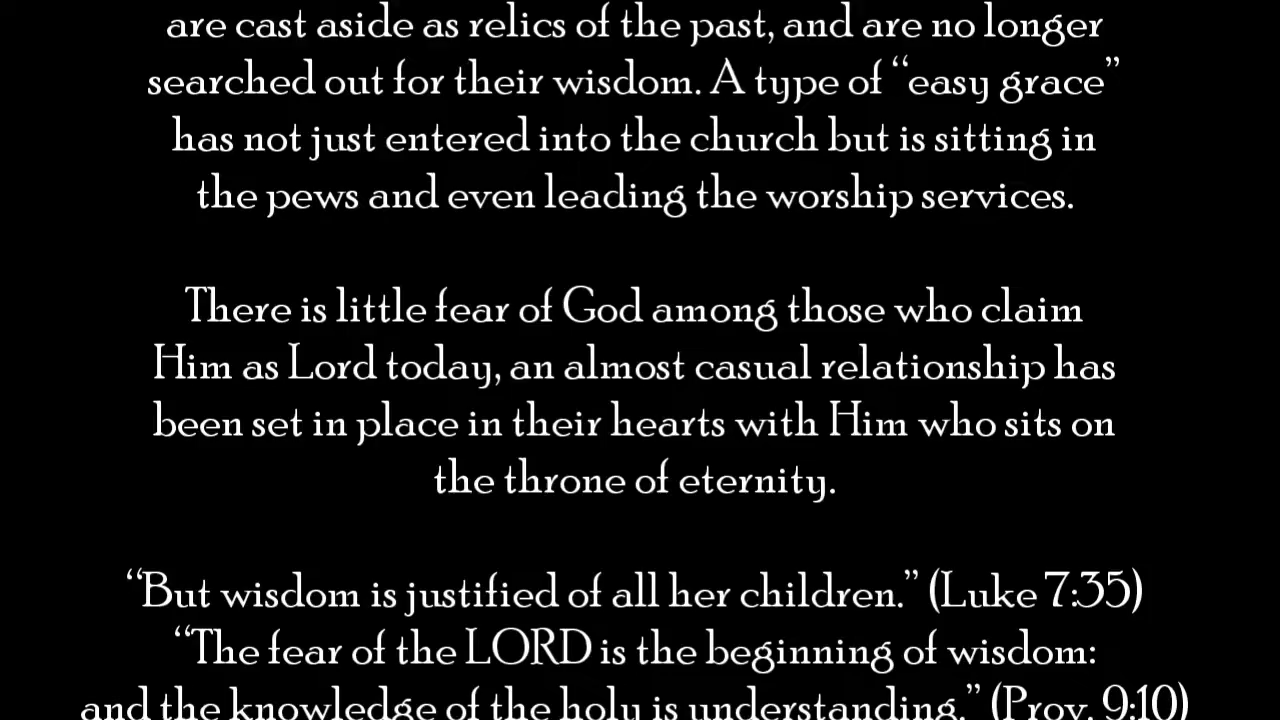 are cast aside as relics of the past, and are no longer
searched out for their wisdom. A type of “easy grace”
has not just entered into the church but is sitting in
the pews and even leading the worship services.
There is little fear of God among those who claim
Him as Lord today, an almost casual relationship has
been set in place in their hearts with Him who sits on
the throne of eternity.
“But wisdom is justified of all her children.” (Luke 7:35)
“The fear of the LORD is the beginning of wisdom:
and the knowledge of the holy is understanding.” (Prov. 9:10)